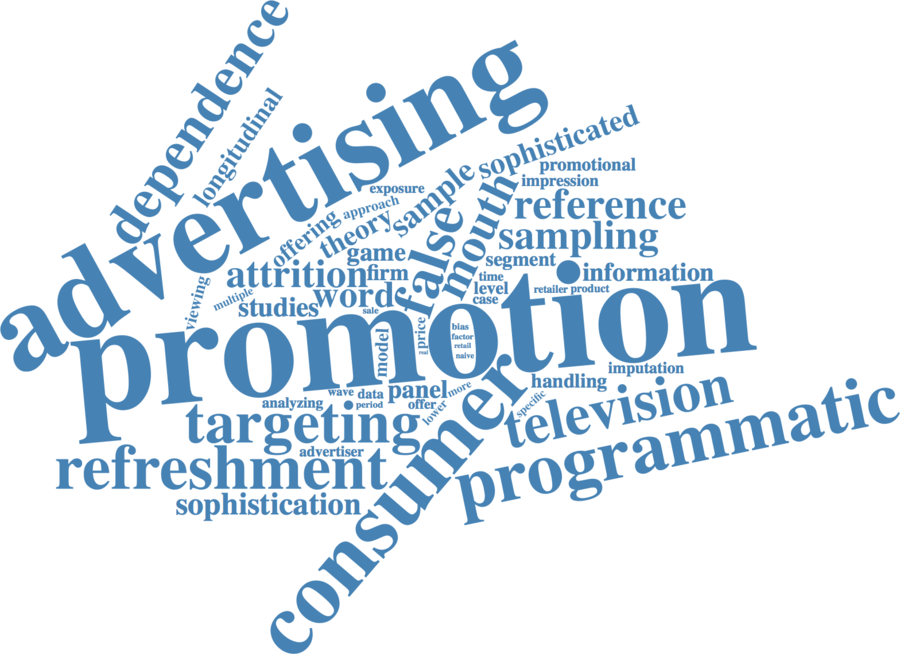 dependence
longitudinal
advertising
sophisticated
promotional
impression
exposure
approach
sample
mouth
reference
offering
theory
false
sampling
game
segment
attrition
firm
information
viewing
multiple
studies
word
sale
time
level
case
retailer
product
promotion
price
real
model
bias
factor
retail
naive
imputation
handling
panel
more
wave
data
period
analyzing
offer
lower
specific
television
targeting
advertiser
consumer
refreshment
programmatic
sophistication